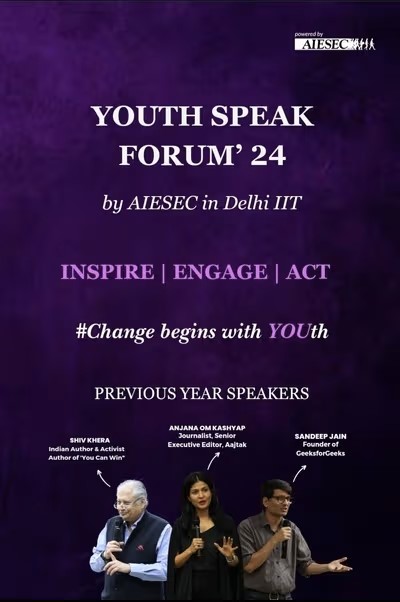 powered by
AIESEC
YOUTH SPEAK
FORUM’ 24
by AIESEC in Delhi IIT
INSPIRE | ENGAGE | ACT
#Change begins with YOUth
PREVIOUS YEAR SPEAKERS
SHIV KHERA
Indian Author & Activist
Author of 'You Can Win"
ANJANA OM KASHYAP
Journalist, Senior
Executive Editor, Aajtak
SANDEEP JAIN
Founder of
GeeksforGeeks